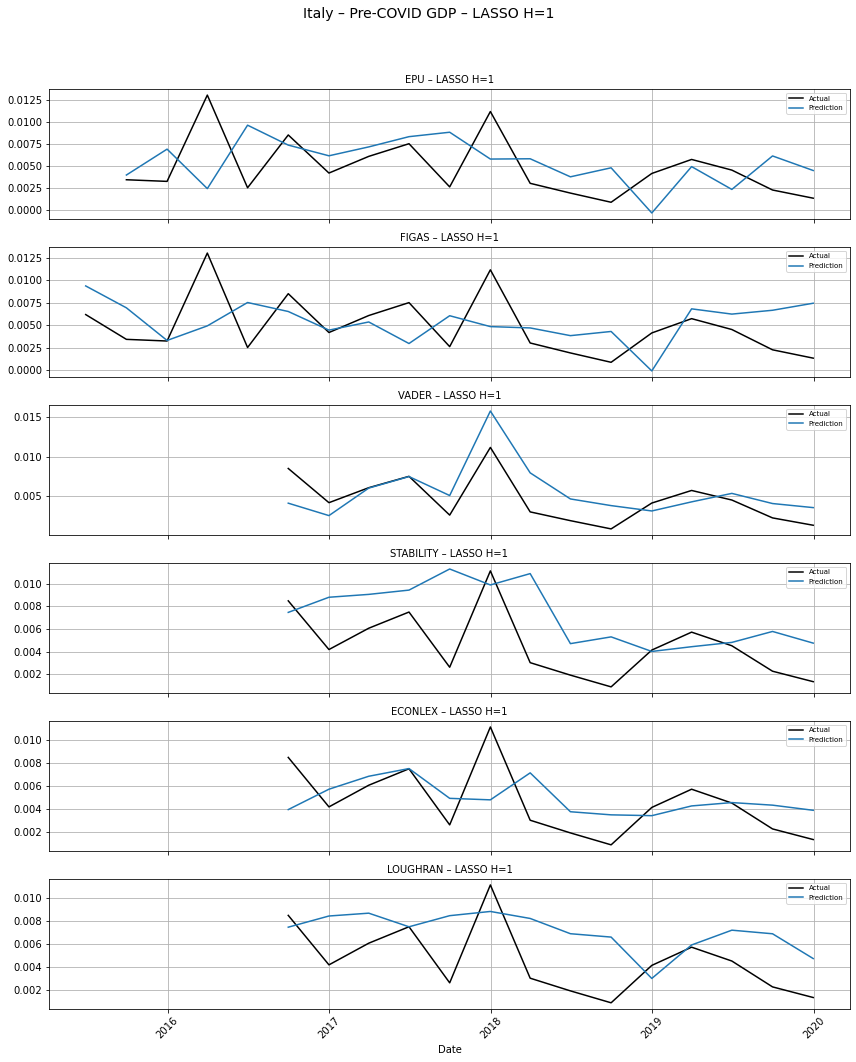 Italy – Pre-COVID GDP – LASSO H=1
EPU – LASSO H=1
Actual
Prediction
0.0125
0.0100
0.0075
0.0050
0.0025
0.0000
FIGAS – LASSO H=1
Actual
Prediction
0.0125
0.0100
0.0075
0.0050
0.0025
0.0000
VADER – LASSO H=1
Actual
Prediction
0.015
0.010
0.005
STABILITY – LASSO H=1
Actual
Prediction
0.010
0.008
0.006
0.004
0.002
ECONLEX – LASSO H=1
Actual
Prediction
0.010
0.008
0.006
0.004
0.002
LOUGHRAN – LASSO H=1
Actual
Prediction
0.010
0.008
0.006
0.004
0.002
2016 2017 2018 2019 2020
Date